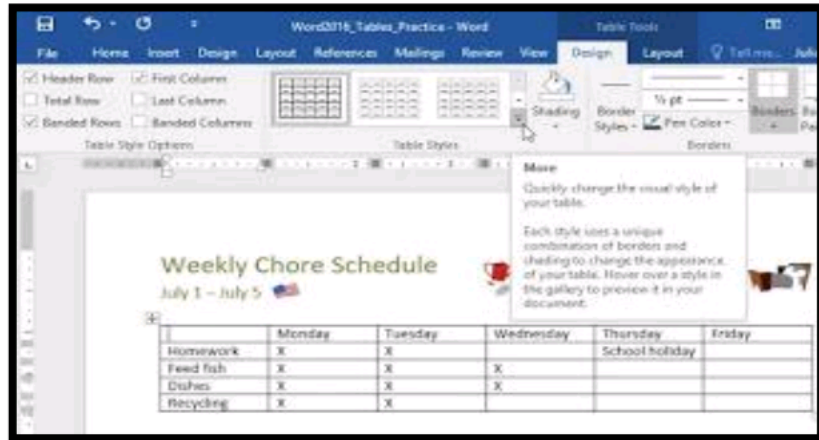 Word2016_Tables_Practice - Word
Table Tools
File Home Insert Design Layout References Mailings Review View Design Layout Tell me...
Header Row First Column
Total Row Last Column
Banded Rows Banded Columns
Table Style Options
Table Styles
Shading
Border Styles
½ pt
Pen Color
Borders
Borders
More
Quickly change the visual style of
your table.
Each style uses a unique
combination of borders and
shading to change the appearance
of your table. Hover over a style in
the gallery to preview it in your
document.
Weekly Chore Schedule
July 1 – July 5
Monday Tuesday Wednesday Thursday Friday
Homework X X School holiday
Feed fish X X X
Dishes X X X
Recycling X X